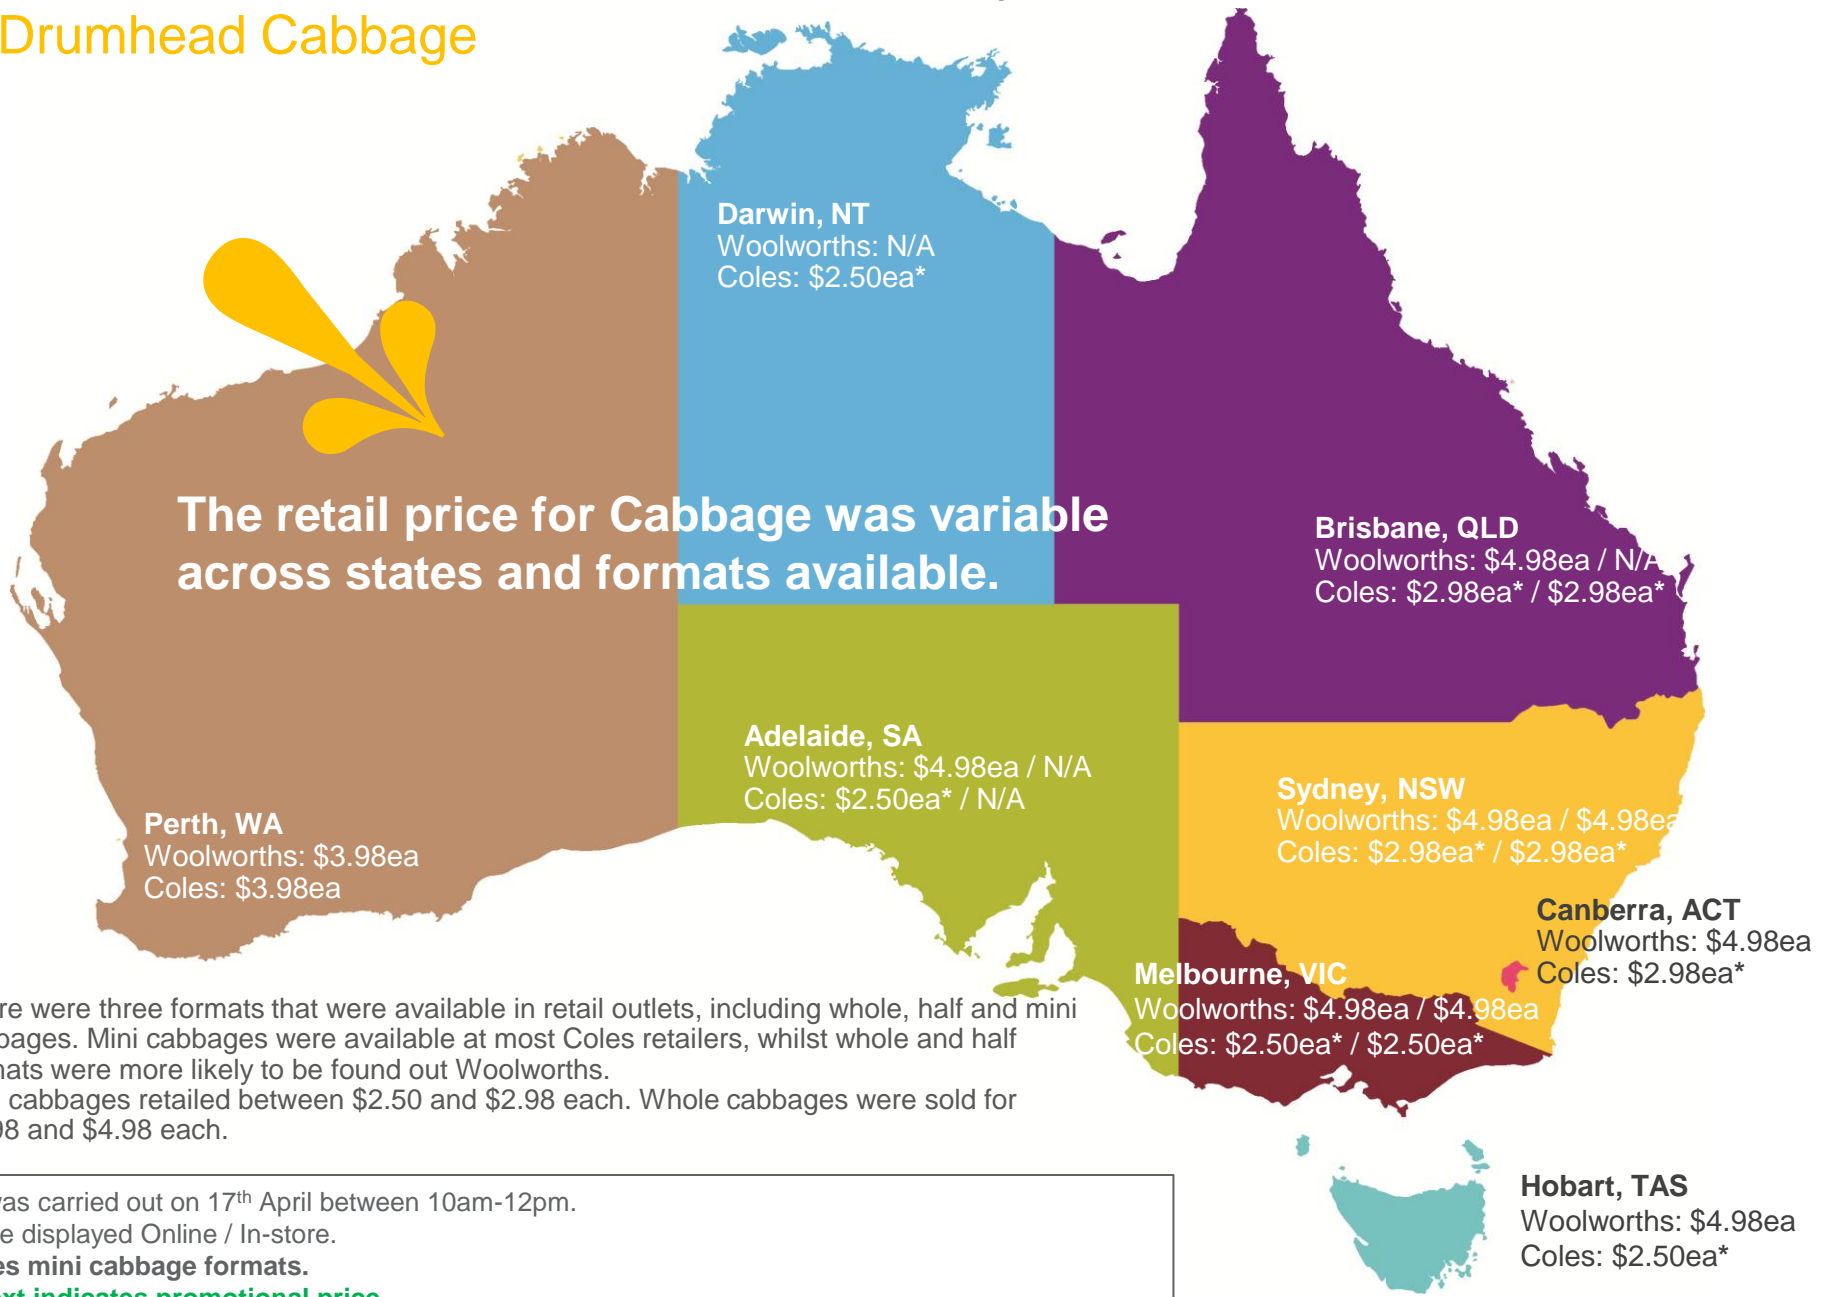 Drumhead Cabbage
Darwin, NT
Woolworths: N/A
Coles: $2.50ea*
The retail price for Cabbage was variable
across states and formats available.
Brisbane, QLD
Woolworths: $4.98ea / N/A
Coles: $2.98ea* / $2.98ea*
Adelaide, SA
Woolworths: $4.98ea / N/A
Coles: $2.50ea* / N/A
Sydney, NSW
Woolworths: $4.98ea / $4.98ea
Coles: $2.98ea* / $2.98ea*
Perth, WA
Woolworths: $3.98ea
Coles: $3.98ea
Canberra, ACT
Woolworths: $4.98ea
Coles: $2.98ea*
Melbourne, VIC
Woolworths: $4.98ea / $4.98ea
Coles: $2.50ea* / $2.50ea*
were three formats that were available in retail outlets, including whole, half and mini
Mini cabbages were available at most Coles retailers, whilst whole and half
were more likely to be found out Woolworths.
cabbages retailed between $2.50 and $2.98 each. Whole cabbages were sold for
and $4.98 each.
carried out on 17th April between 10am-12pm.
displayed Online / In-store.
mini cabbage formats.
indicates promotional price
Hobart, TAS
Woolworths: $4.98ea
Coles: $2.50ea*